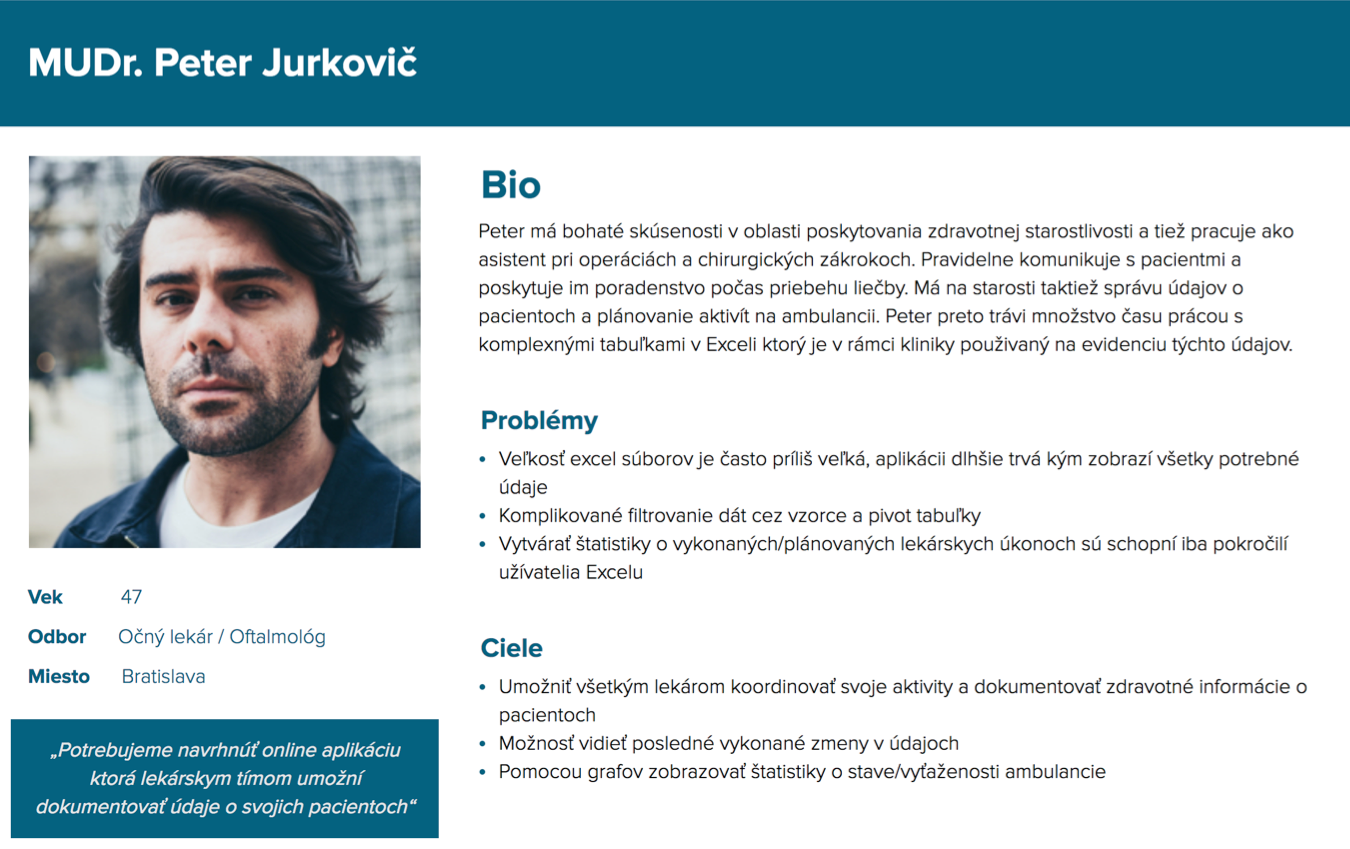 MUDr. Peter Jurkovič
Bio
Peter má bohaté skúsenosti v oblasti poskytovania zdravotnej starostlivosti a tiež pracuje ako
asistent pri operáciách a chirurgických zákrokoch. Pravidelne komunikuje s pacientmi a
poskytuje im poradenstvo počas priebehu liečby. Má na starosti taktiež správu údajov o
pacientoch a plánovanie aktivít na ambulancii. Peter preto trávi množstvo času prácou s
komplexnými tabuľkami v Exceli ktorý je v rámci kliniky použivaný na evidenciu týchto údajov.
Problémy
• Veľkosť excel súborov je často príliš veľká, aplikácii dlhšie trvá kým zobrazí všetky potrebné
údaje
• Komplikované filtrovanie dát cez vzorce a pivot tabuľky
• Vytvárať štatistiky o vykonaných/plánovaných lekárskych úkonoch sú schopní iba pokročilí
užívatelia Excelu
Ciele
• Umožniť všetkým lekárom koordinovať svoje aktivity a dokumentovať zdravotné informácie o
pacientoch
• Možnosť vidieť posledné vykonané zmeny v údajoch
• Pomocou grafov zobrazovať štatistiky o stave/vyťaženosti ambulancie
Vek 47
Odbor Očný lekár / Oftalmológ
Miesto Bratislava
„Potrebujeme navrhnúť online aplikáciu
ktorá lekárskym tímom umožní
dokumentovať údaje o svojich pacientoch“